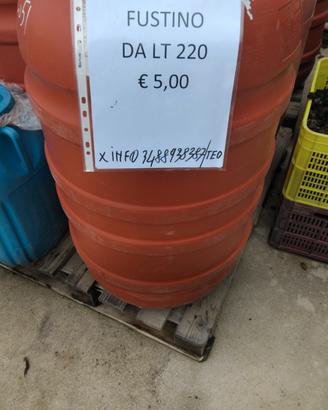 FUSTINO
DA LT 220
€ 5,00
x iNFO 3488938387/TEO